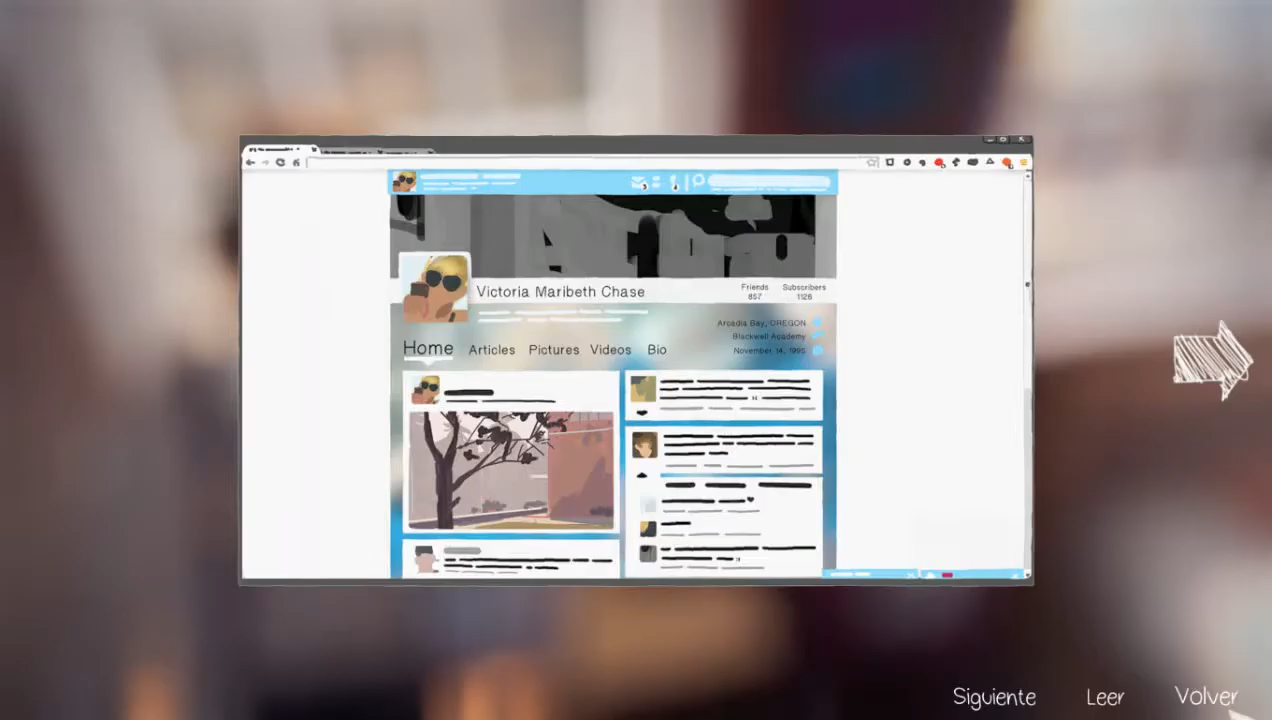 Victoria Maribeth Chase
Friends
857
Subscribers
1126
Arcadia Bay, OREGON
Blackwell Academy
November 14, 1995
Home
Articles
Pictures
Videos
Bio
Siguiente
Leer
Volver